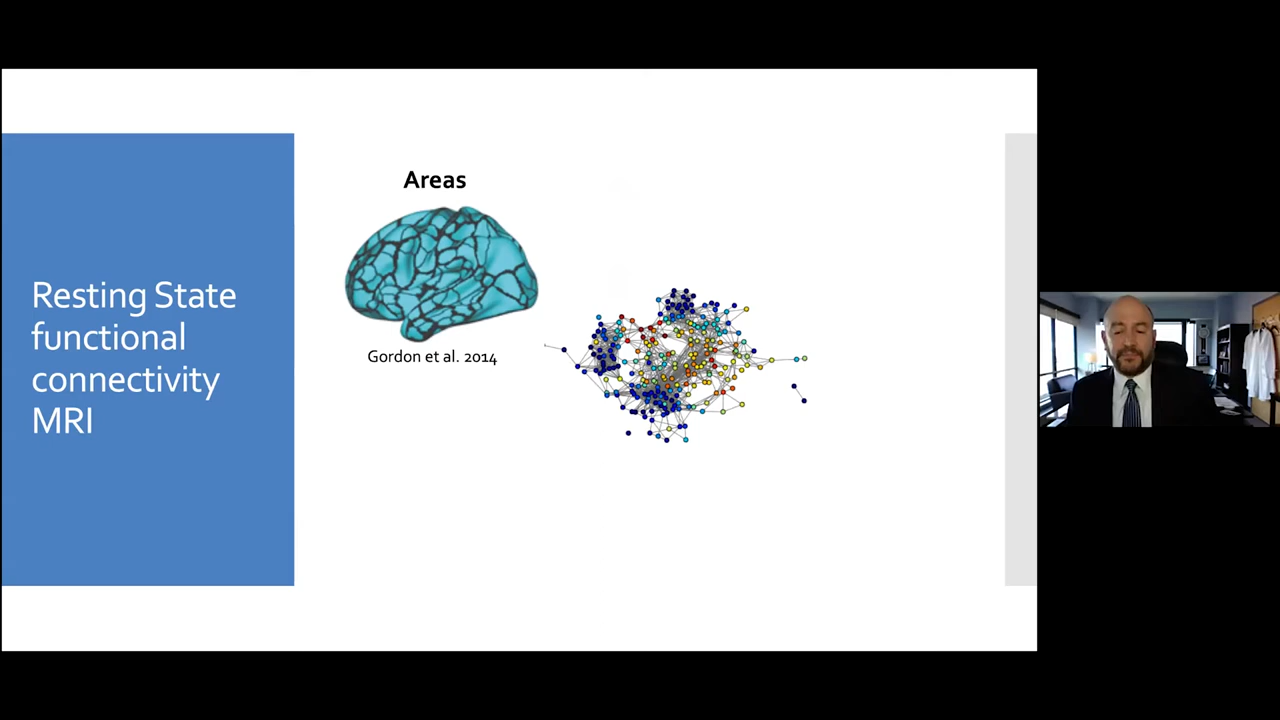 Resting State
functional
connectivity
MRI
Areas
Gordon et al. 2014